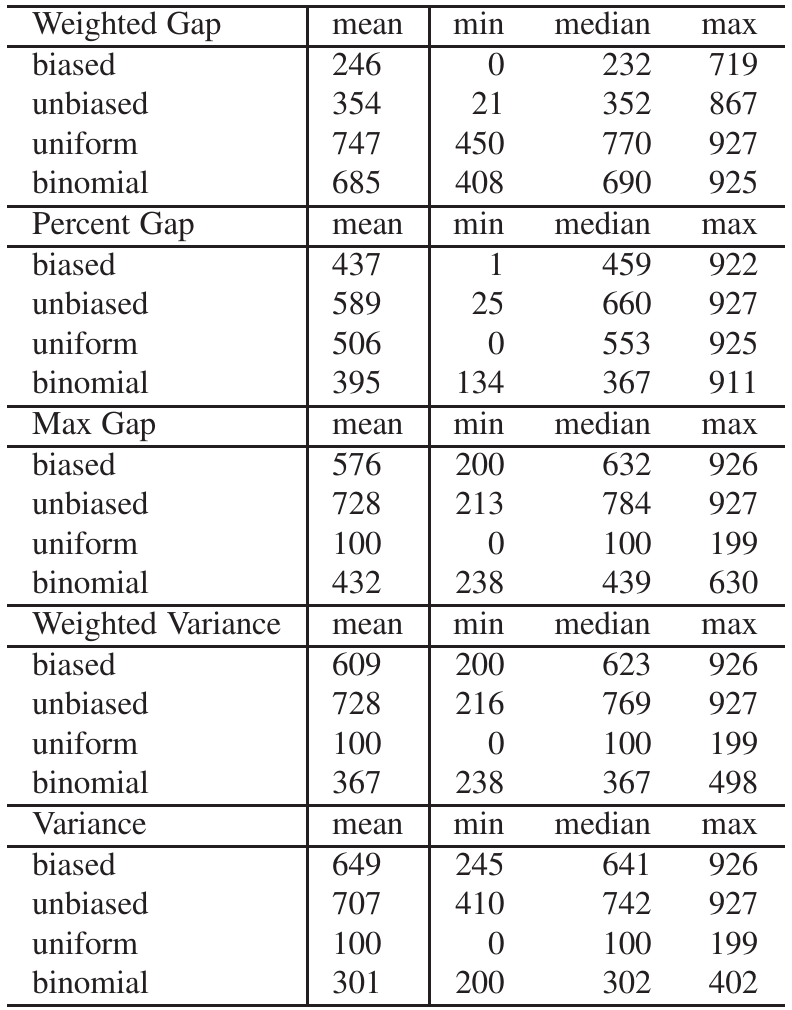 Weighted Gap mean min median max
biased 246 0 232 719
unbiased 354 21 352 867
uniform 747 450 770 927
binomial 685 408 690 925
Percent Gap mean min median max
biased 437 1 459 922
unbiased 589 25 660 927
uniform 506 0 553 925
binomial 395 134 367 911
Max Gap mean min median max
biased 576 200 632 926
unbiased 728 213 784 927
uniform 100 0 100 199
binomial 432 238 439 630
Weighted Variance mean min median max
biased 609 200 623 926
unbiased 728 216 769 927
uniform 100 0 100 199
binomial 367 238 367 498
Variance mean min median max
biased 649 245 641 926
unbiased 707 410 742 927
uniform 100 0 100 199
binomial 301 200 302 402